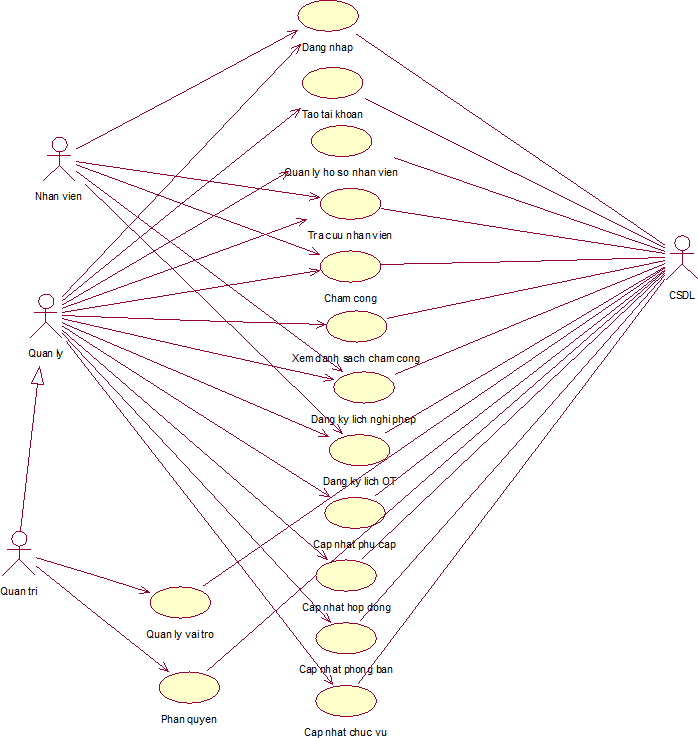 Dang nhap
Tao tai khoan
Quan ly ho so nhan vien
Nhan vien
Tra cuu nhan vien
Cham cong
CSDL
Quan ly
Xem danh sach cham cong
Dang ky lich nghi phep
Dang ky lich OT
Cap nhat phu cap
Quan tri
Cap nhat hop dong
Quan ly vai tro
Cap nhat phong ban
Phan quyen
Cap nhat chuc vu